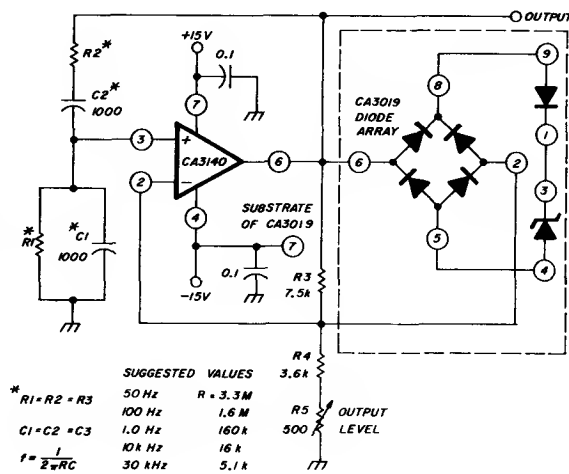 OUTPUT
R2*
C2*
1000
+15V
0.1
7
3
+
CA3140
6
2
−
4
SUBSTRATE
OF CA3019
7
0.1
−15V
*
R1
*
C1
1000
R3
7.5k
R4
3.6k
R5
500
OUTPUT
LEVEL
CA3019
DIODE
ARRAY
8
9
6
2
1
3
5
4
*R1 = R2 = R3
C1 = C2 = C3
f = 1 / 2πRC
SUGGESTED VALUES
50 Hz R = 3.3M
100 Hz 1.6 M
1.0 Hz 160k
10k Hz 16 k
30 kHz 5.1k